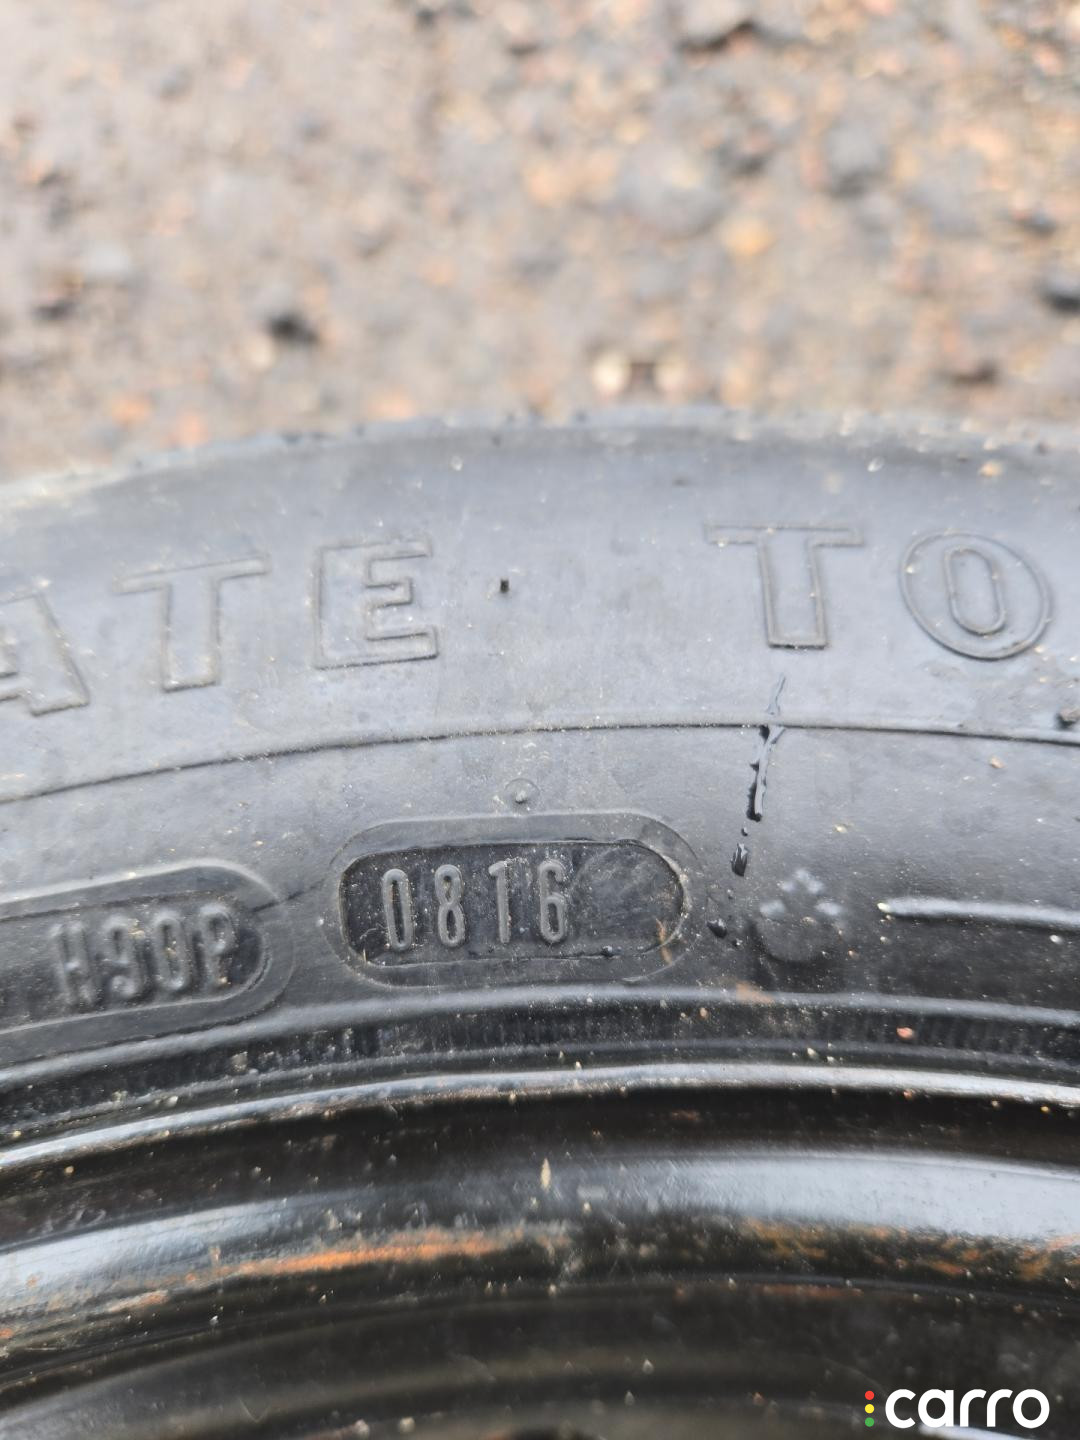 ATE TO
H90P 0816
carro